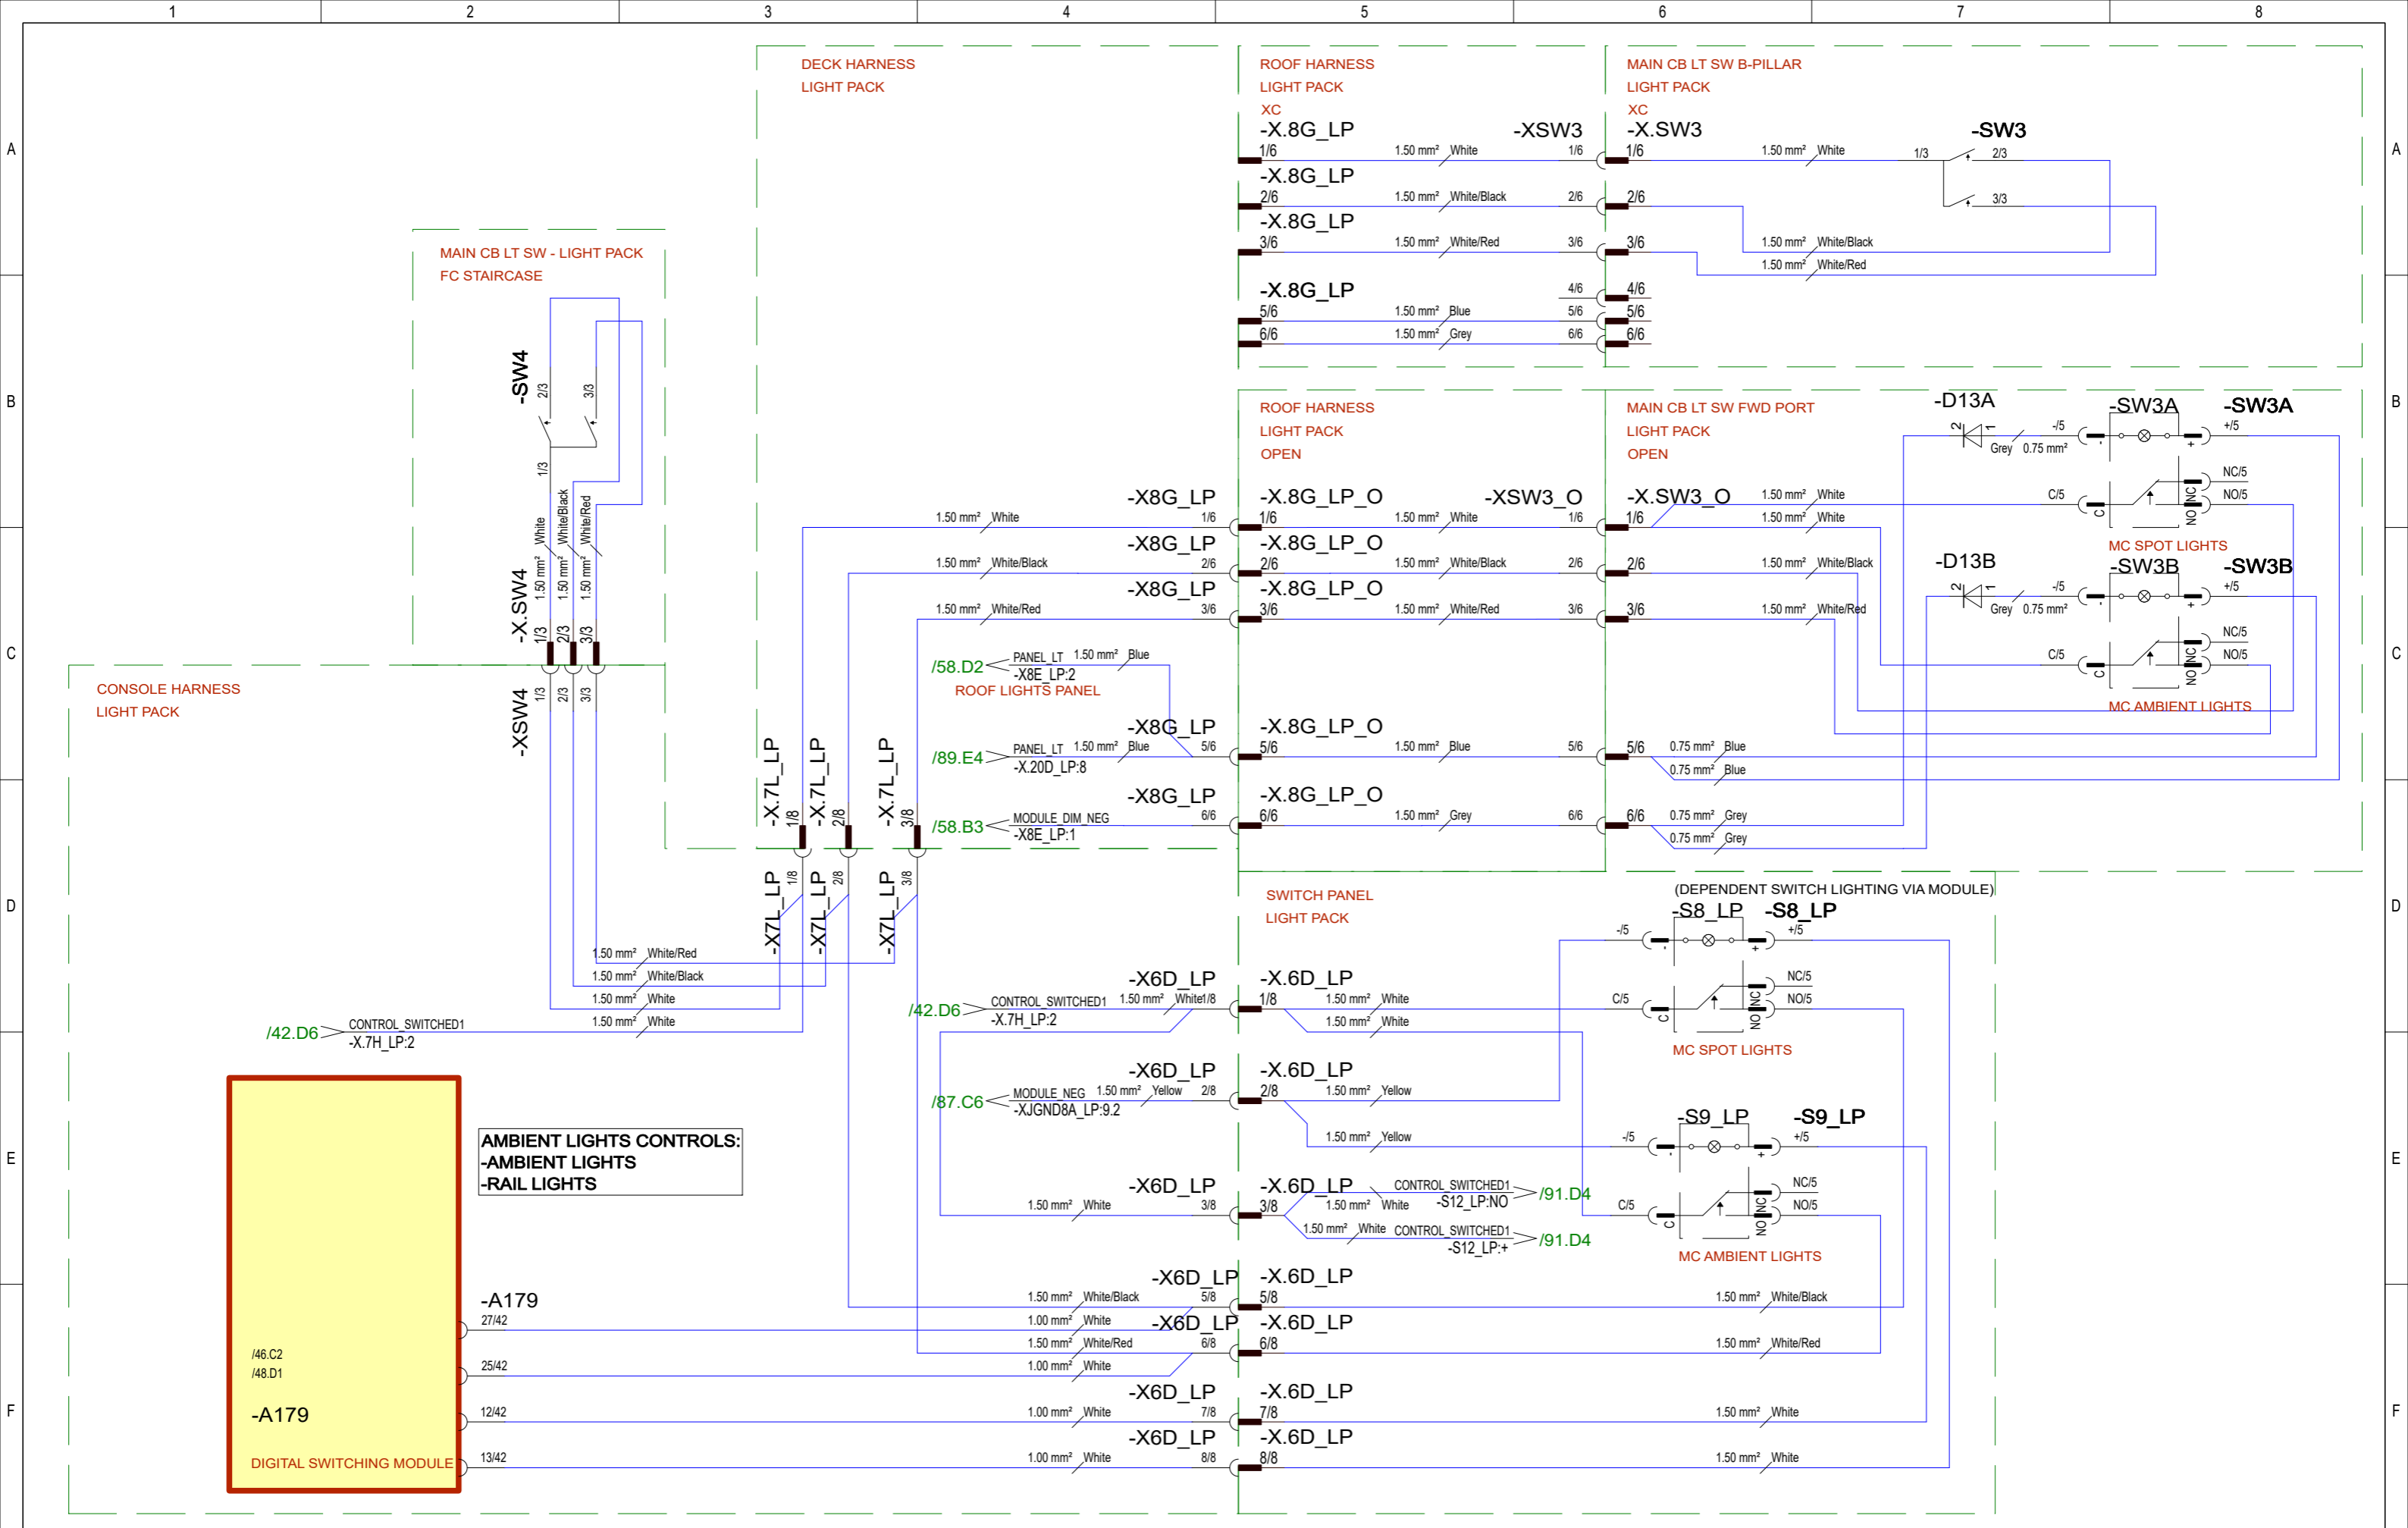 1 2 3 4 5 6 7 8
A
DECK HARNESS
LIGHT PACK
ROOF HARNESS
LIGHT PACK
XC
MAIN CB LT SW B-PILLAR
LIGHT PACK
XC
-X.8G_LP -XSW3 -X.SW3 -SW3
1/6 1.50 mm² White 1/6 1/6 1.50 mm² White 1/3 2/3
-X.8G_LP
2/6 1.50 mm² White/Black 2/6 2/6 3/3
-X.8G_LP
3/6 1.50 mm² White/Red 3/6 3/6 1.50 mm² White/Black
1.50 mm² White/Red
-X.8G_LP 4/6 4/6
5/6 1.50 mm² Blue 5/6 5/6
6/6 1.50 mm² Grey 6/6 6/6
A
MAIN CB LT SW - LIGHT PACK
FC STAIRCASE
B
-SW4
2/3 3/3
1/3
1.50 mm² White
1.50 mm² White/Black
1.50 mm² White/Red
-X.SW4
1/3 2/3 3/3
-XSW4
1/3 2/3 3/3
ROOF HARNESS
LIGHT PACK
OPEN
MAIN CB LT SW FWD PORT
LIGHT PACK
OPEN
-D13A -SW3A -SW3A
2 1 -/5 - + +/5
Grey 0.75 mm²
NC/5
C/5 C NO NC NO/5
MC SPOT LIGHTS
B
-X8G_LP -X.8G_LP_O -XSW3_O -X.SW3_O 1.50 mm² White
1.50 mm² White 1/6 1/6 1.50 mm² White 1/6 1/6 1.50 mm² White
-X8G_LP -X.8G_LP_O
1.50 mm² White/Black 2/6 2/6 1.50 mm² White/Black 2/6 2/6 1.50 mm² White/Black
-X8G_LP -X.8G_LP_O
1.50 mm² White/Red 3/6 3/6 1.50 mm² White/Red 3/6 3/6 1.50 mm² White/Red
-D13B -SW3B -SW3B
2 1 -/5 - + +/5
Grey 0.75 mm²
NC/5
C/5 C NO NC NO/5
MC AMBIENT LIGHTS
C
C
/58.D2 PANEL_LT 1.50 mm² Blue
-X8E_LP:2
ROOF LIGHTS PANEL
-X8G_LP -X.8G_LP_O
/89.E4 PANEL_LT 1.50 mm² Blue 5/6 5/6 1.50 mm² Blue 5/6 5/6 0.75 mm² Blue
-X.20D_LP:8
0.75 mm² Blue
-X8G_LP -X.8G_LP_O
/58.B3 MODULE_DIM_NEG 6/6 6/6 1.50 mm² Grey 6/6 6/6 0.75 mm² Grey
-X8E_LP:1
0.75 mm² Grey
CONSOLE HARNESS
LIGHT PACK
-X.7L_LP -X.7L_LP -X.7L_LP
1/8 2/8 3/8
1/8 2/8 3/8
-X7L_LP -X7L_LP -X7L_LP
D
1.50 mm² White/Red
1.50 mm² White/Black
1.50 mm² White
1.50 mm² White
/42.D6 CONTROL_SWITCHED1
-X.7H_LP:2
SWITCH PANEL
LIGHT PACK
(DEPENDENT SWITCH LIGHTING VIA MODULE)
-S8_LP -S8_LP
-/5 - + +/5
D
-X6D_LP -X.6D_LP NC/5
/42.D6 CONTROL_SWITCHED1 1.50 mm² White 1/8 1/8 1.50 mm² White C/5 C NO NC NO/5
-X.7H_LP:2
1.50 mm² White
MC SPOT LIGHTS
-X6D_LP -X.6D_LP
/87.C6 MODULE_NEG 1.50 mm² Yellow 2/8 2/8 1.50 mm² Yellow
-XJGND8A_LP:9.2
-S9_LP -S9_LP
1.50 mm² Yellow -/5 - + +/5
E
AMBIENT LIGHTS CONTROLS:
-AMBIENT LIGHTS
-RAIL LIGHTS
E
-X6D_LP -X.6D_LP CONTROL_SWITCHED1 /91.D4 NC/5
1.50 mm² White 3/8 3/8 1.50 mm² White -S12_LP:NO C/5 C NO NC NO/5
1.50 mm² White CONTROL_SWITCHED1 /91.D4
-S12_LP:+
MC AMBIENT LIGHTS
-X6D_LP -X.6D_LP
1.50 mm² White/Black 5/8 5/8 1.50 mm² White/Black
-A179
27/42 1.00 mm² White
-X6D_LP -X.6D_LP
1.50 mm² White/Red 6/8 6/8 1.50 mm² White/Red
/46.C2
/48.D1
25/42 1.00 mm² White
F
-A179
-X6D_LP -X.6D_LP
12/42 1.00 mm² White 7/8 7/8 1.50 mm² White
F
-X6D_LP -X.6D_LP
DIGITAL SWITCHING MODULE
13/42 1.00 mm² White 8/8 8/8 1.50 mm² White